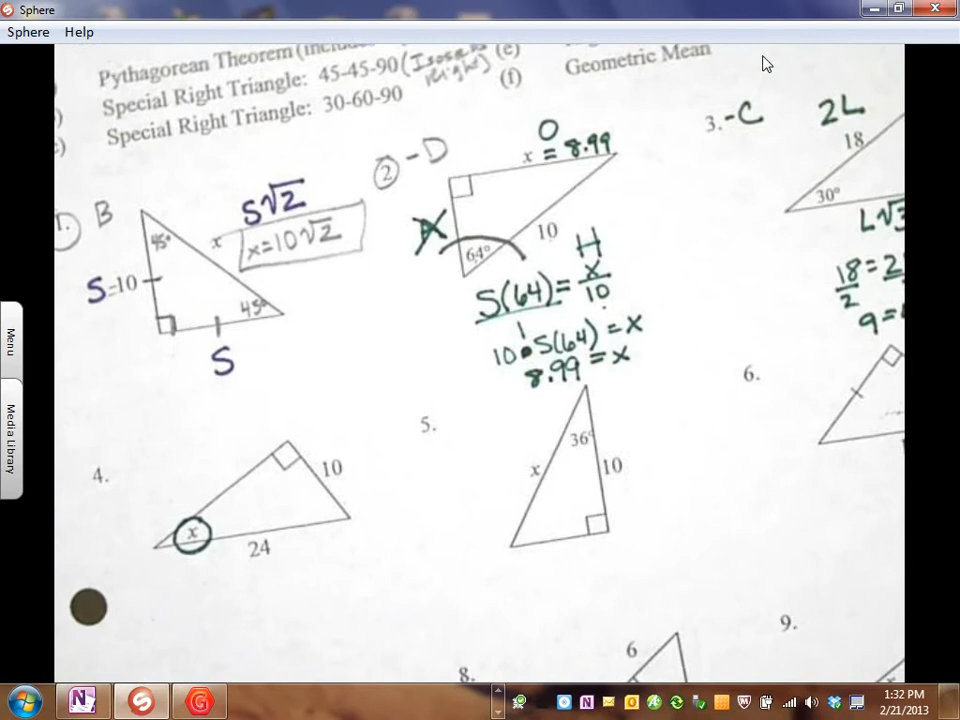 Sphere
Sphere Help
Pythagorean Theorem (inclu
Special Right Triangle: 45-45-90 (
Special Right Triangle: 30-60-90
(e)
(f)
Geometric Mean
1. B
45°
x
S√2
x=10√2
S=10
45°
S
2 -D
O
x = 8.99
A
64°
10
H
S(64) = x/10
10 • S(64) = x
8.99 = x
3. -C
2L
18
30°
L√3
18 = 2
2
9 =
4.
10
x
24
5.
36°
x
10
6.
8.
6
9.
Menu
Media Library
1:32 PM
2/21/2013